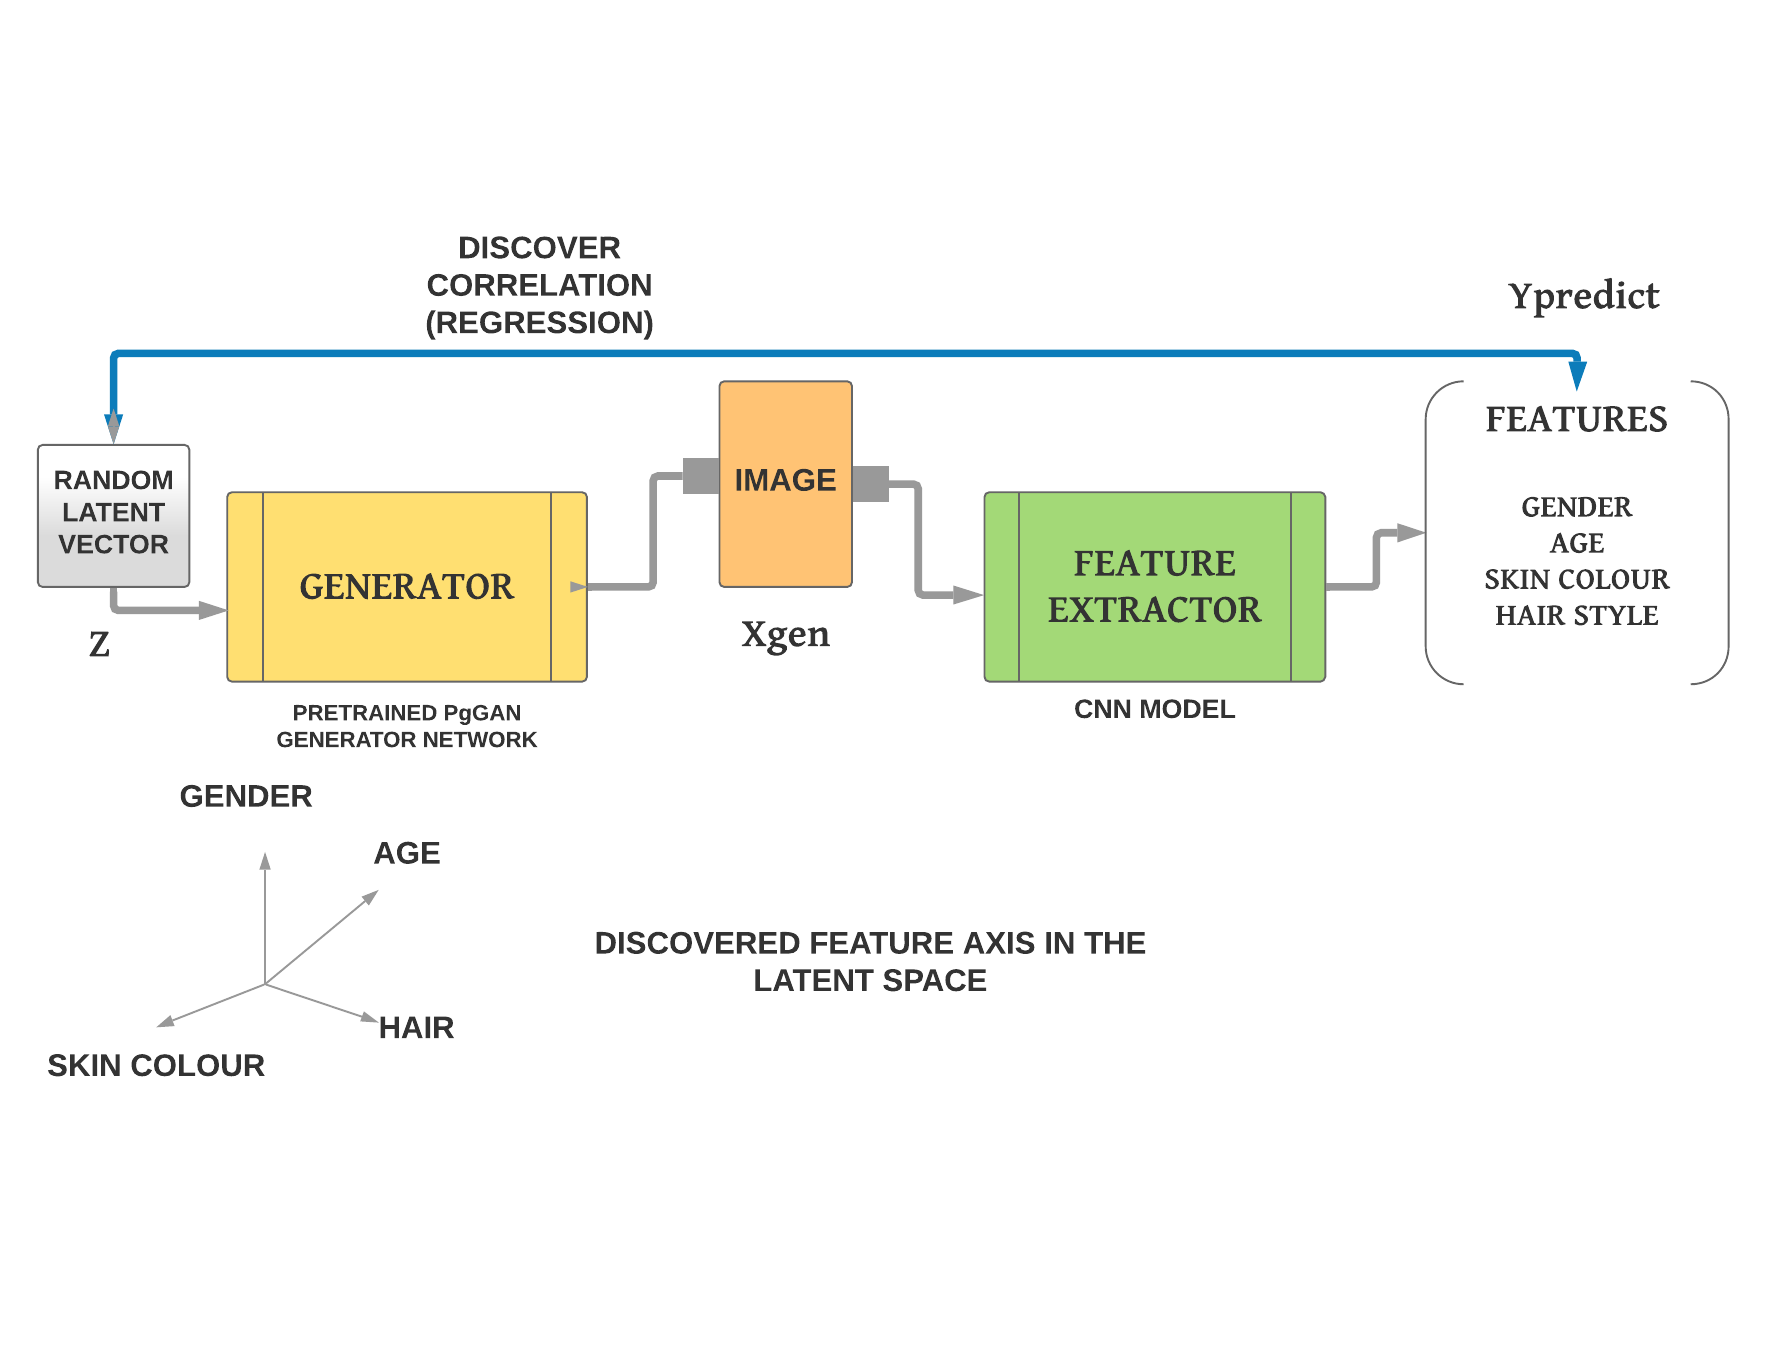 DISCOVER
CORRELATION
(REGRESSION)
Ypredict
RANDOM
LATENT
VECTOR
Z
GENERATOR
PRETRAINED PgGAN
GENERATOR NETWORK
IMAGE
Xgen
FEATURE
EXTRACTOR
CNN MODEL
FEATURES
GENDER
AGE
SKIN COLOUR
HAIR STYLE
GENDER
AGE
HAIR
SKIN COLOUR
DISCOVERED FEATURE AXIS IN THE
LATENT SPACE